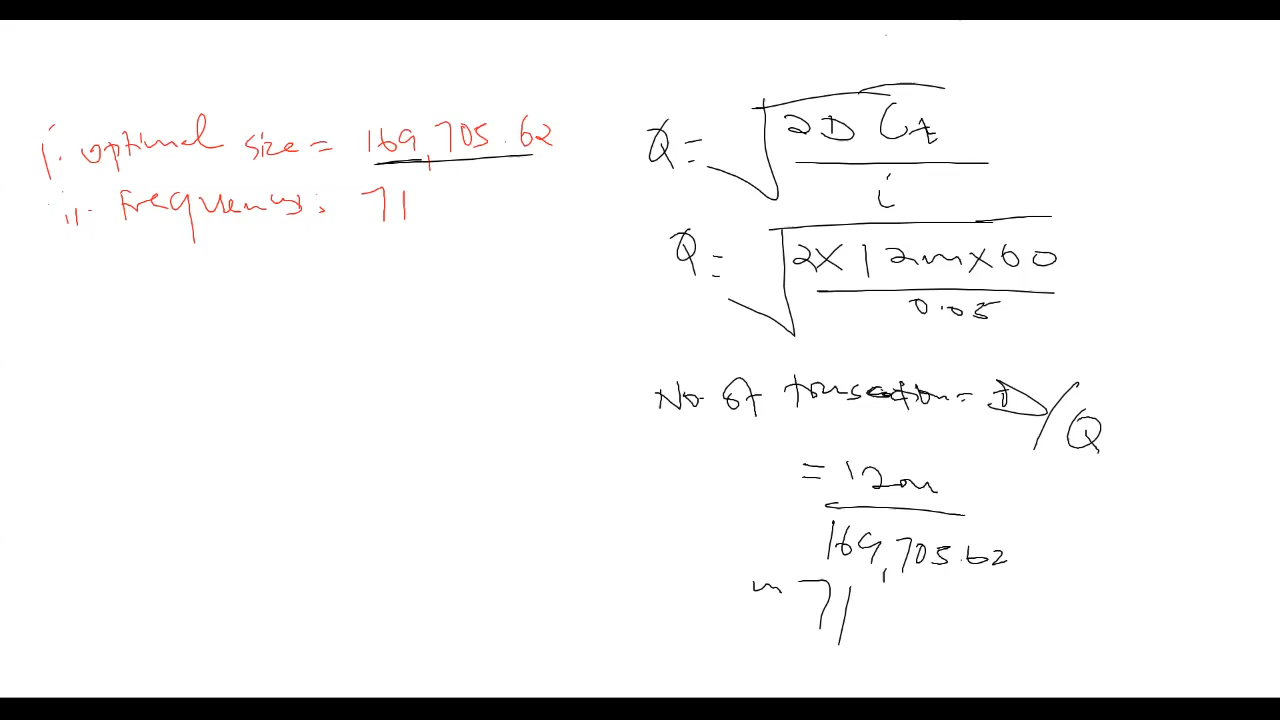 i. optimal size = 169,705.62
ii. Frequency: 71
Q = √(2DCt / i)
Q = √(2×12m×60 / 0.05)
No of transaction = D/Q
= 12m
169,705.62
~ 71